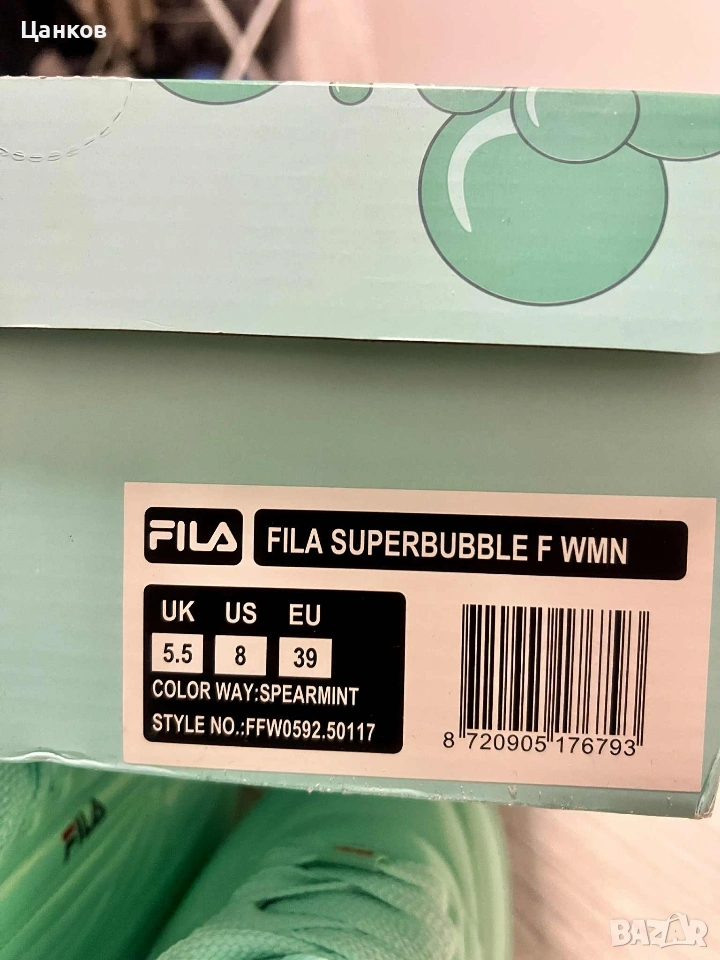 Цанков
FILA FILA SUPERBUBBLE F WMN
UK US EU
5.5 8 39
COLOR WAY:SPEARMINT
STYLE NO.:FFW0592.50117
8 720905 176793
FILA
BAZAR